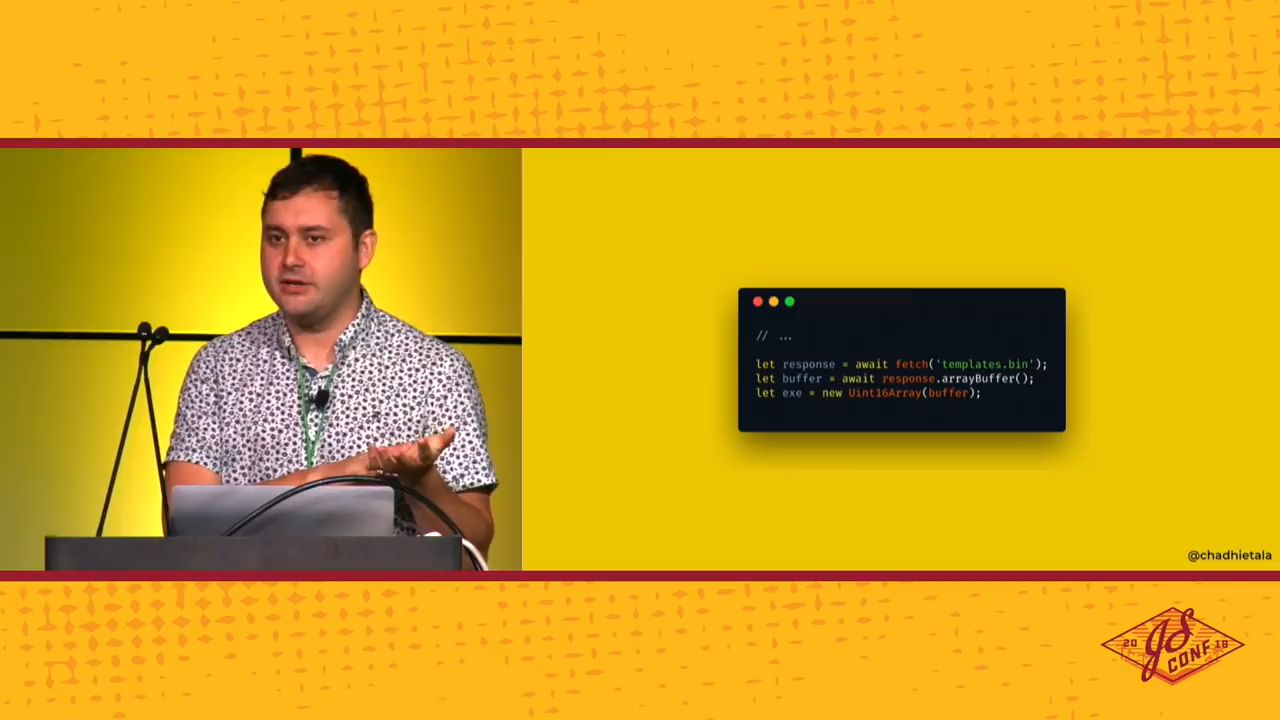 // ...
let response = await fetch('templates.bin');
let buffer = await response.arrayBuffer();
let exe = new Uint16Array(buffer);
@chadhietala
20 JS 18
CONF